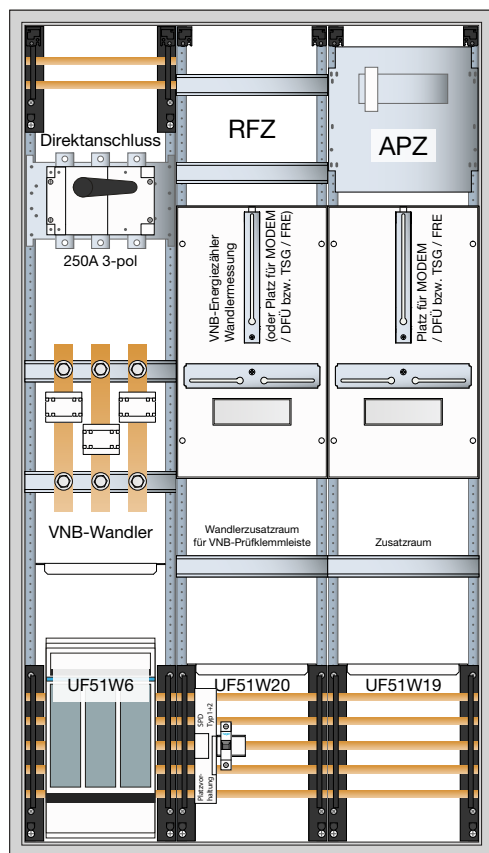 Direktanschluss
250A 3-pol
RFZ
APZ
VNB-Energiezähler
Wandlermessung
(oder Platz für MODEM
/ DFÜ bzw. TSG / FRE)
Platz für MODEM
/ DFÜ bzw. TSG / FRE
VNB-Wandler
Wandlerzusatzraum
für VNB-Prüfklemmleiste
Zusatzraum
UF51W6
UF51W20
UF51W19
SPD
Typ 1+2
Platzvor-
haltung